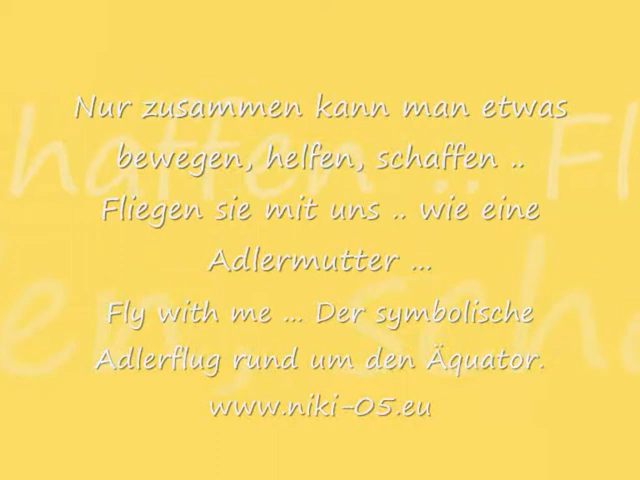 Nur zusammen kann man etwas
bewegen, helfen, schaffen ..
Fliegen sie mit uns .. wie eine
Adlermutter ...
Fly with me ... Der symbolische
Adlerflug rund um den Äquator.
www.niki-05.eu